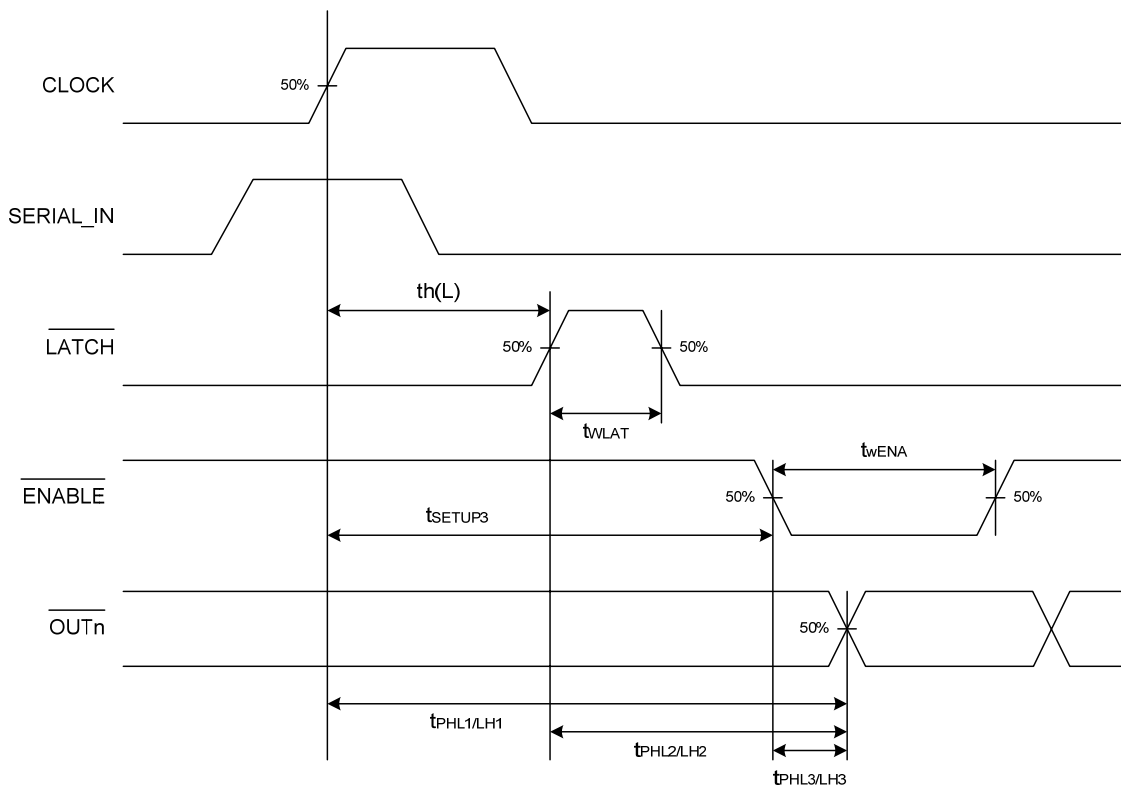 CLOCK
50%
SERIAL_IN
th(L)
LATCH
50%
50%
tWLAT
twENA
ENABLE
50%
50%
tSETUP3
OUTn
50%
tPHL1/LH1
tPHL2/LH2
tPHL3/LH3